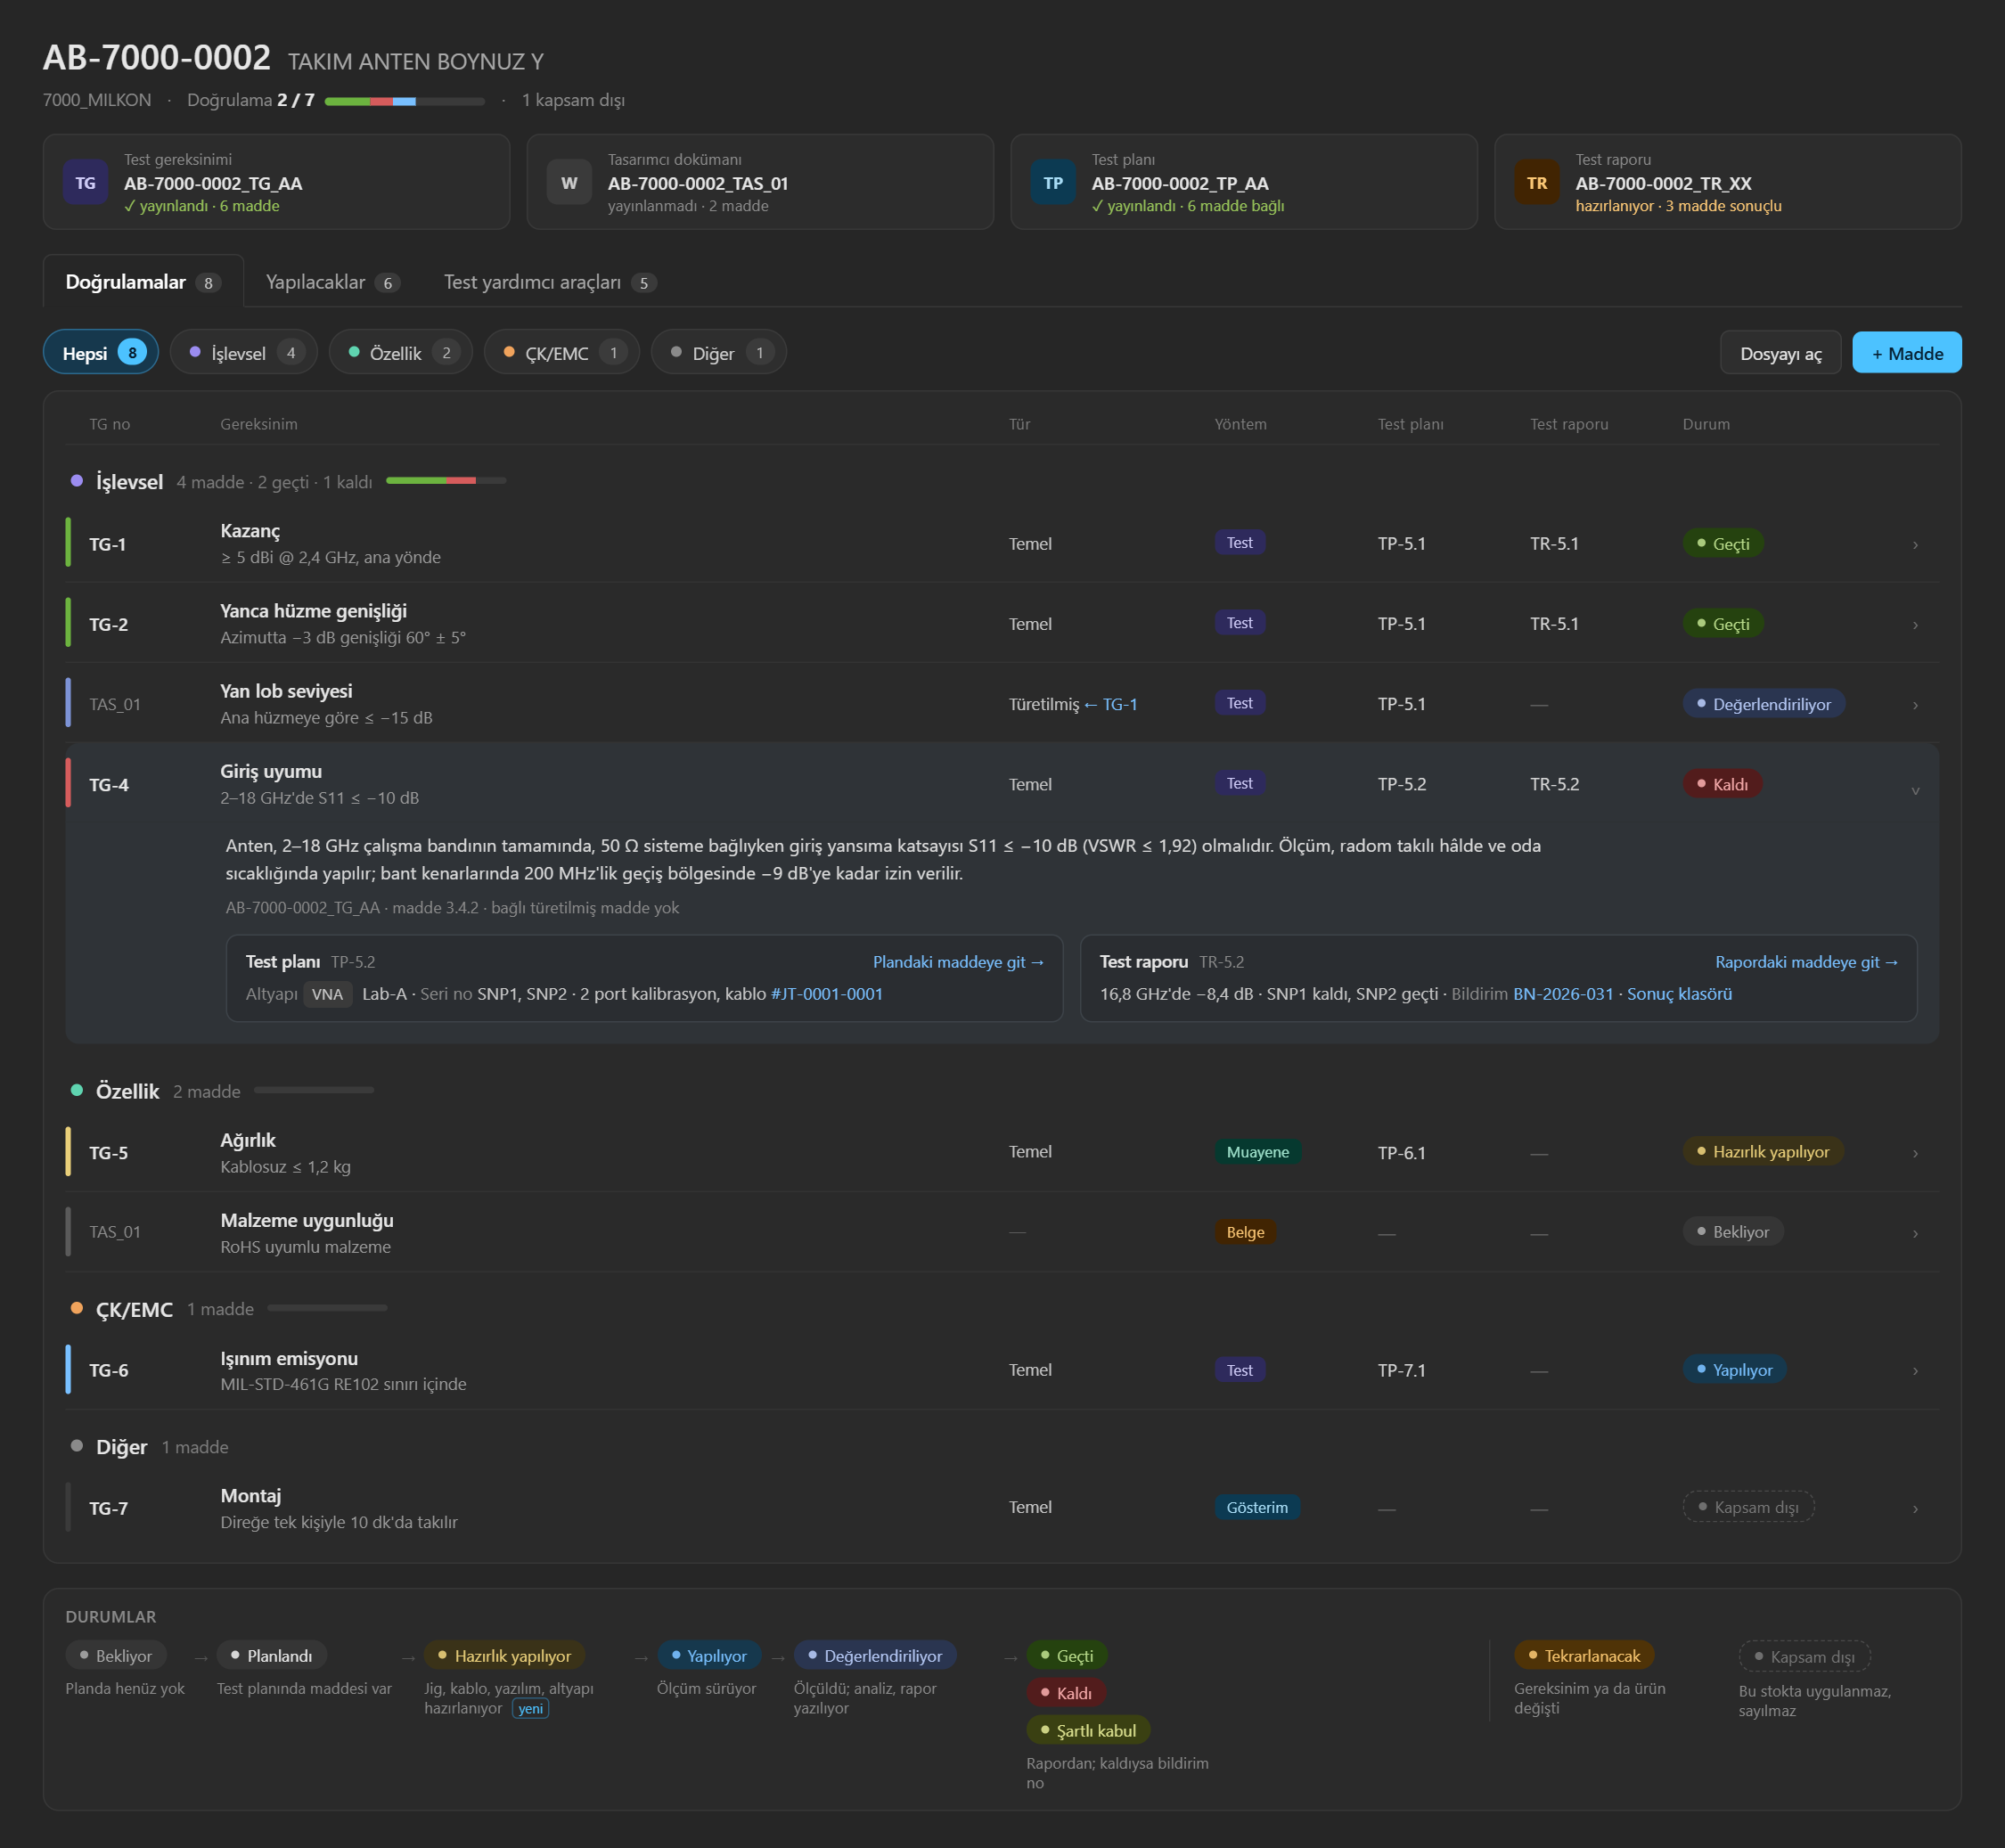 AB-7000-0002 TAKIM ANTEN BOYNUZ Y
7000_MILKON · Doğrulama 2 / 7 · 1 kapsam dışı
TG
Test gereksinimi
AB-7000-0002_TG_AA
✓ yayınlandı · 6 madde
W
Tasarımcı dokümanı
AB-7000-0002_TAS_01
yayınlanmadı · 2 madde
TP
Test planı
AB-7000-0002_TP_AA
✓ yayınlandı · 6 madde bağlı
TR
Test raporu
AB-7000-0002_TR_XX
hazırlanıyor · 3 madde sonuçlu
Doğrulamalar 8 Yapılacaklar 6 Test yardımcı araçları 5
Hepsi 8 İşlevsel 4 Özellik 2 ÇK/EMC 1 Diğer 1 Dosyayı aç + Madde
TG no Gereksinim Tür Yöntem Test planı Test raporu Durum
İşlevsel 4 madde · 2 geçti · 1 kaldı
TG-1 Kazanç Temel Test TP-5.1 TR-5.1 Geçti ›
≥ 5 dBi @ 2,4 GHz, ana yönde
TG-2 Yanca hüzme genişliği Temel Test TP-5.1 TR-5.1 Geçti ›
Azimutta −3 dB genişliği 60° ± 5°
TAS_01 Yan lob seviyesi Türetilmiş ← TG-1 Test TP-5.1 — Değerlendiriliyor ›
Ana hüzmeye göre ≤ −15 dB
TG-4 Giriş uyumu Temel Test TP-5.2 TR-5.2 Kaldı
2–18 GHz'de S11 ≤ −10 dB
Anten, 2–18 GHz çalışma bandının tamamında, 50 Ω sisteme bağlıyken giriş yansıma katsayısı S11 ≤ −10 dB (VSWR ≤ 1,92) olmalıdır. Ölçüm, radom takılı hâlde ve oda
sıcaklığında yapılır; bant kenarlarında 200 MHz'lik geçiş bölgesinde −9 dB'ye kadar izin verilir.
AB-7000-0002_TG_AA · madde 3.4.2 · bağlı türetilmiş madde yok
Test planı TP-5.2 Plandaki maddeye git →
Altyapı VNA Lab-A · Seri no SNP1, SNP2 · 2 port kalibrasyon, kablo #JT-0001-0001
Test raporu TR-5.2 Rapordaki maddeye git →
16,8 GHz'de −8,4 dB · SNP1 kaldı, SNP2 geçti · Bildirim BN-2026-031 · Sonuç klasörü
Özellik 2 madde
TG-5 Ağırlık Temel Muayene TP-6.1 — Hazırlık yapılıyor ›
Kablosuz ≤ 1,2 kg
TAS_01 Malzeme uygunluğu — Belge — — Bekliyor ›
RoHS uyumlu malzeme
ÇK/EMC 1 madde
TG-6 Işınım emisyonu Temel Test TP-7.1 — Yapılıyor ›
MIL-STD-461G RE102 sınırı içinde
Diğer 1 madde
TG-7 Montaj Temel Gösterim — — Kapsam dışı ›
Direğe tek kişiyle 10 dk'da takılır
DURUMLAR
Bekliyor → Planlandı → Hazırlık yapılıyor → Yapılıyor → Değerlendiriliyor → Geçti
Kaldı
Şartlı kabul
Tekrarlanacak Kapsam dışı
Planda henüz yok
Test planında maddesi var
Jig, kablo, yazılım, altyapı
hazırlanıyor yeni
Ölçüm sürüyor
Ölçüldü; analiz, rapor
yazılıyor
Rapordan; kaldıysa bildirim
no
Gereksinim ya da ürün
değişti
Bu stokta uygulanmaz,
sayılmaz